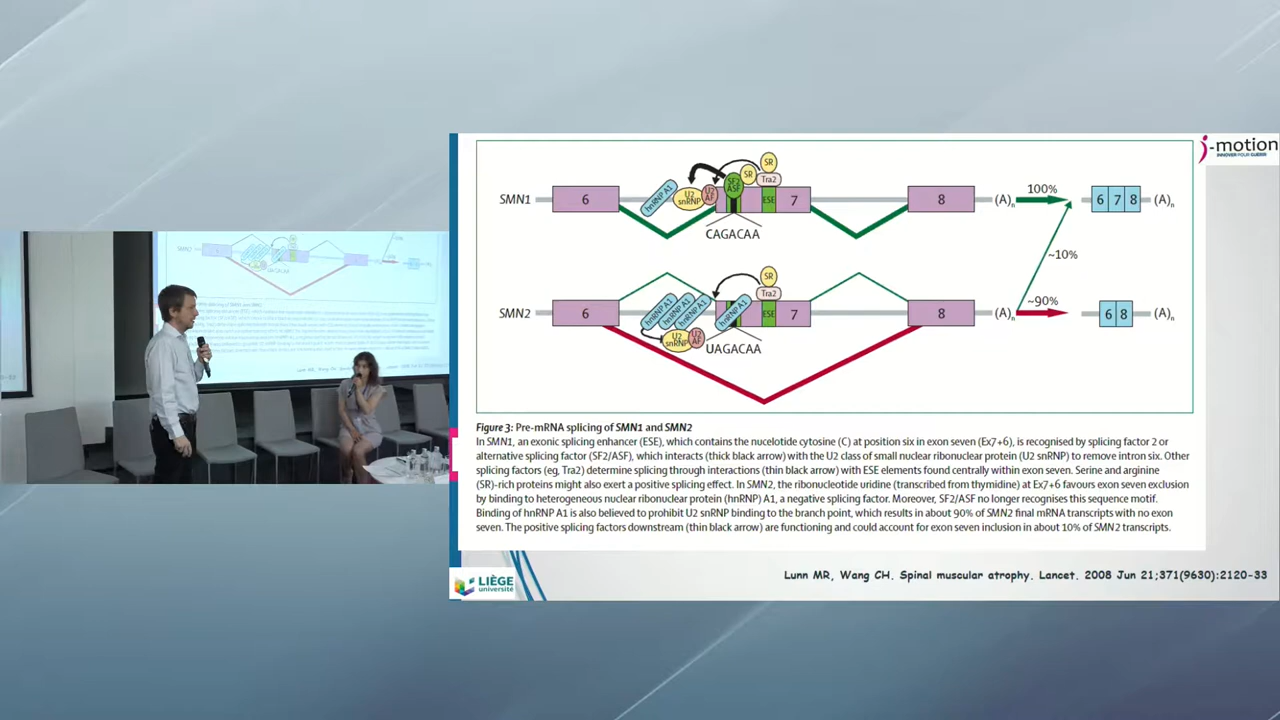 i-motion
INNOVER POUR GUÉRIR
SMN1
6
hnRNP A1
U2
snRNP
U2
AF
SF2/
ASF
SR
SR
Tra2
ESE
7
8
(A)n
100%
6 7 8
(A)n
CAGACAA
~10%
SMN2
6
hnRNP A1
hnRNP A1
hnRNP A1
hnRNP A1
SR
Tra2
ESE
7
8
(A)n
~90%
6 8
(A)n
U2
snRNP
U2
AF
UAGACAA
Figure 3: Pre-mRNA splicing of SMN1 and SMN2
In SMN1, an exonic splicing enhancer (ESE), which contains the nucelotide cytosine (C) at position six in exon seven (Ex7+6), is recognised by splicing factor 2 or
alternative splicing factor (SF2/ASF), which interacts (thick black arrow) with the U2 class of small nuclear ribonuclear protein (U2 snRNP) to remove intron six. Other
splicing factors (eg, Tra2) determine splicing through interactions (thin black arrow) with ESE elements found centrally within exon seven. Serine and arginine
(SR)-rich proteins might also exert a positive splicing effect. In SMN2, the ribonucleotide uridine (transcribed from thymidine) at Ex7+6 favours exon seven exclusion
by binding to heterogeneous nuclear ribonuclear protein (hnRNP) A1, a negative splicing factor. Moreover, SF2/ASF no longer recognises this sequence motif.
Binding of hnRNP A1 is also believed to prohibit U2 snRNP binding to the branch point, which results in about 90% of SMN2 final mRNA transcripts with no exon
seven. The positive splicing factors downstream (thin black arrow) are functioning and could account for exon seven inclusion in about 10% of SMN2 transcripts.
Lunn MR, Wang CH. Spinal muscular atrophy. Lancet. 2008 Jun 21;371(9630):2120-33
LIÈGE
université